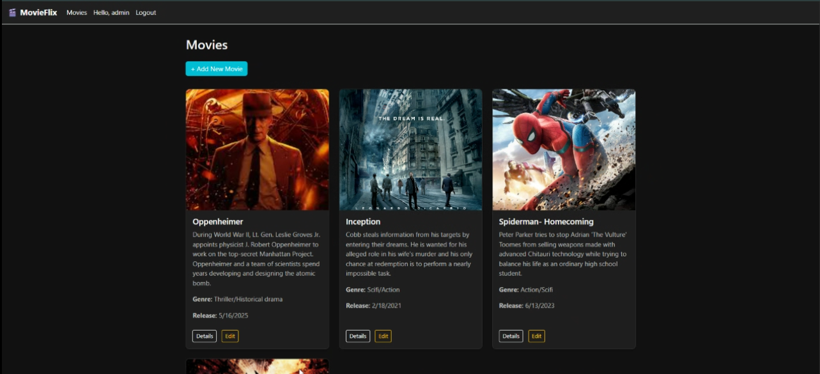 MovieFlix Movies Hello, admin Logout
Movies
+ Add New Movie
THE DREAM IS REAL.
Oppenheimer
During World War II, Lt. Gen. Leslie Groves Jr.
appoints physicist J. Robert Oppenheimer to
work on the top-secret Manhattan Project.
Oppenheimer and a team of scientists spend
years developing and designing the atomic
bomb.
Genre: Thriller/Historical drama
Release: 5/16/2025
Details Edit
Inception
Cobb steals information from his targets by
entering their dreams. He is wanted for his
alleged role in his wife's murder and his only
chance at redemption is to perform a nearly
impossible task.
Genre: Scifi/Action
Release: 2/18/2021
Details Edit
Spiderman- Homecoming
Peter Parker tries to stop Adrian 'The Vulture'
Toomes from selling weapons made with
advanced Chitauri technology while trying to
balance his life as an ordinary high school
student.
Genre: Action/Scifi
Release: 6/13/2023
Details Edit